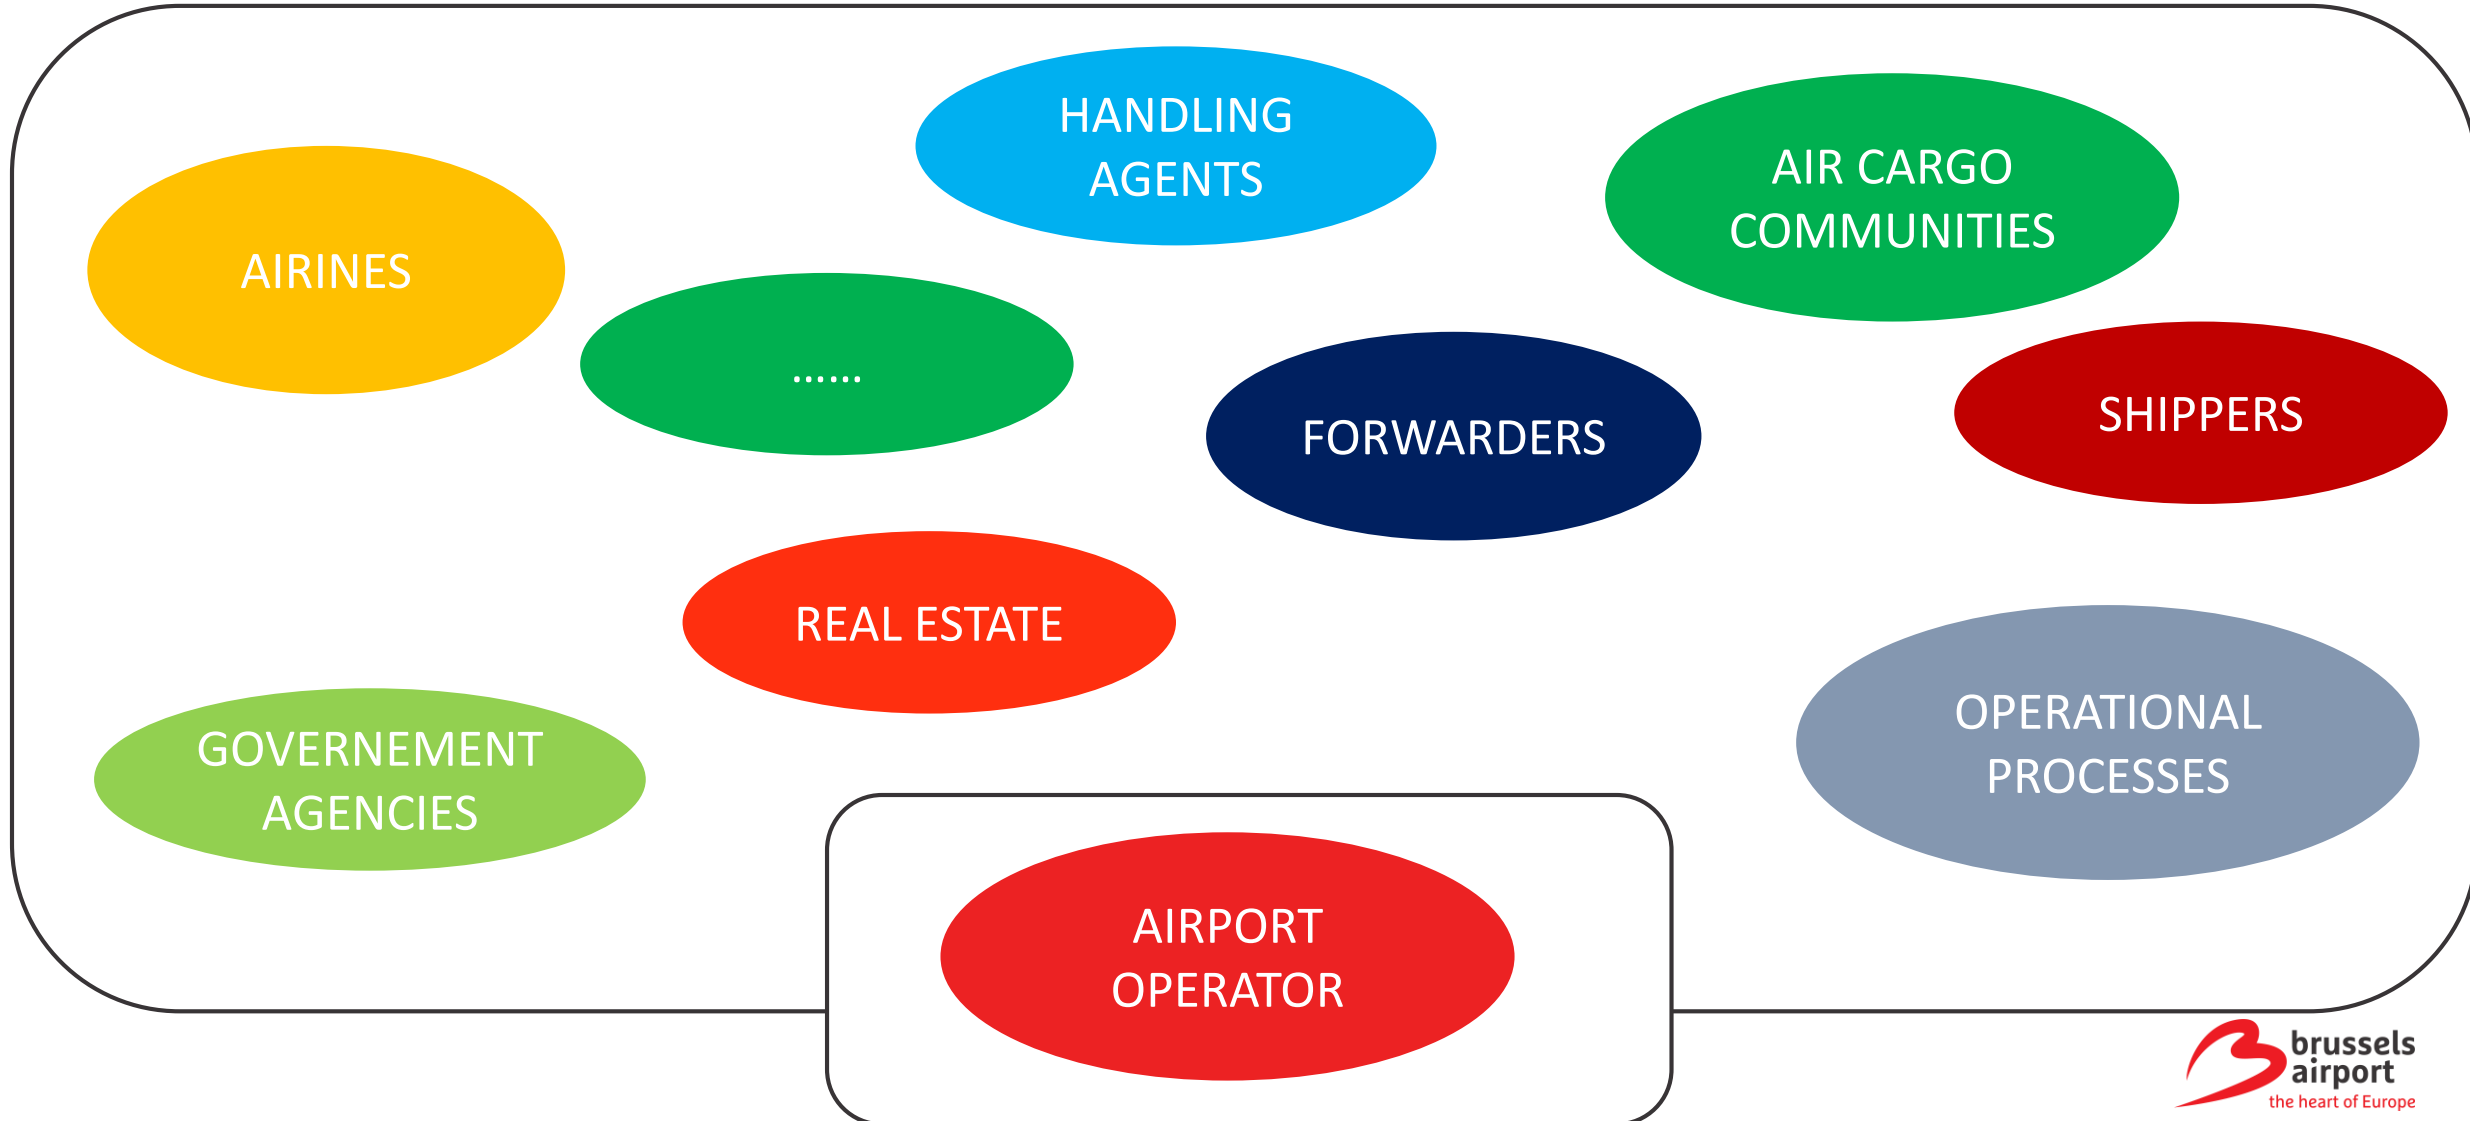 HANDLING
AGENTS
AIR CARGO
COMMUNITIES
AIRINES
......
FORWARDERS
SHIPPERS
REAL ESTATE
GOVERNEMENT
AGENCIES
OPERATIONAL
PROCESSES
AIRPORT
OPERATOR
brussels
airport
the heart of Europe